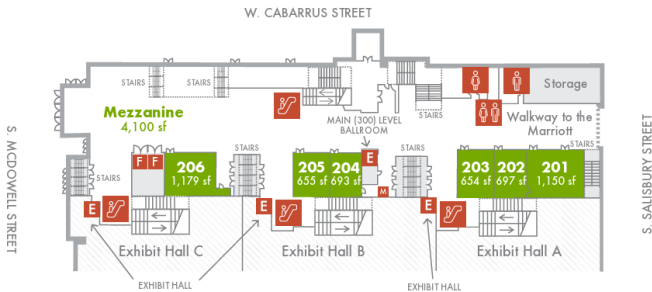 W. CABARRUS STREET
STAIRS
STAIRS
STAIRS
Storage
Mezzanine
4,100 sf
MAIN (300) LEVEL
BALLROOM
STAIRS
Walkway to the
Marriott
S. MCDOWELL STREET
S. SALISBURY STREET
STAIRS
STAIRS
STAIRS
STAIRS
F F
206
1,179 sf
205
655 sf
204
693 sf
E
M
203
654 sf
202
697 sf
201
1,150 sf
E
E
E
Exhibit Hall C
Exhibit Hall B
Exhibit Hall A
EXHIBIT HALL
EXHIBIT HALL